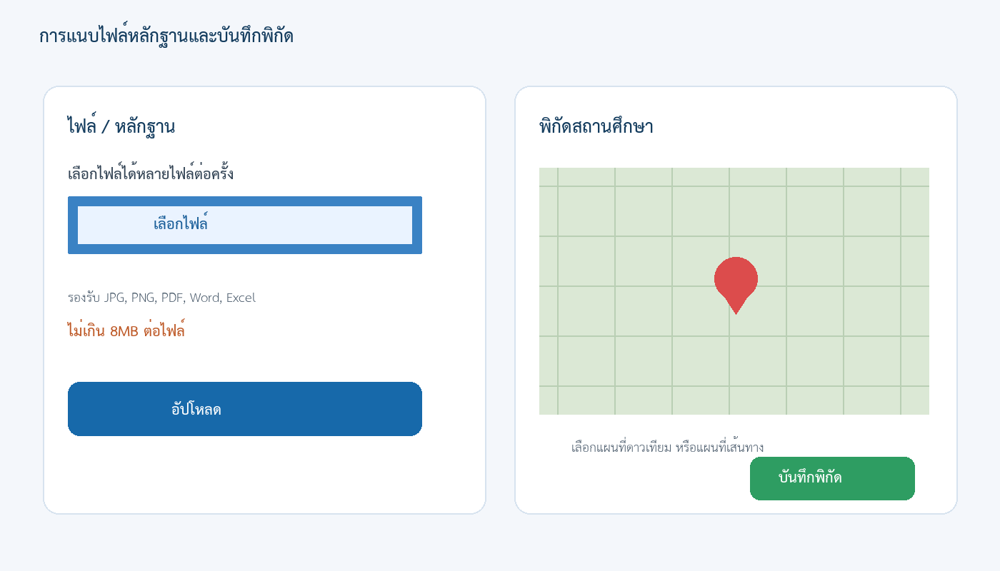 การแนบไฟล์หลักฐานและบันทึกพิกัด
ไฟล์ / หลักฐาน
เลือกไฟล์ได้หลายไฟล์ต่อครั้ง
เลือกไฟล์
รองรับ JPG, PNG, PDF, Word, Excel
ไม่เกิน 8MB ต่อไฟล์
อัปโหลด
พิกัดสถานศึกษา
เลือกแผนที่ดาวเทียม หรือแผนที่เส้นทาง
บันทึกพิกัด